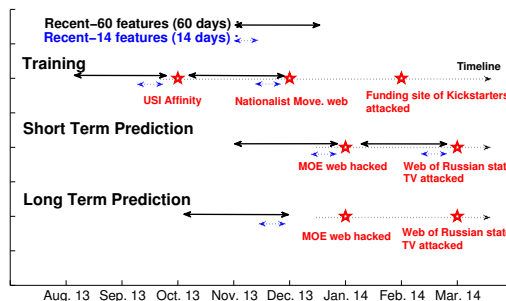 Recent−60 features (60 days)
Recent−14 features (14 days)
Training
Timeline
USI Affinity
Nationalist Move. web
Funding site of Kickstarters
attacked
Short Term Prediction
MOE web hacked
Web of Russian state
TV attacked
Long Term Prediction
MOE web hacked
Web of Russian state
TV attacked
Aug. 13 Sep. 13 Oct. 13 Nov. 13 Dec. 13 Jan. 14 Feb. 14 Mar. 14